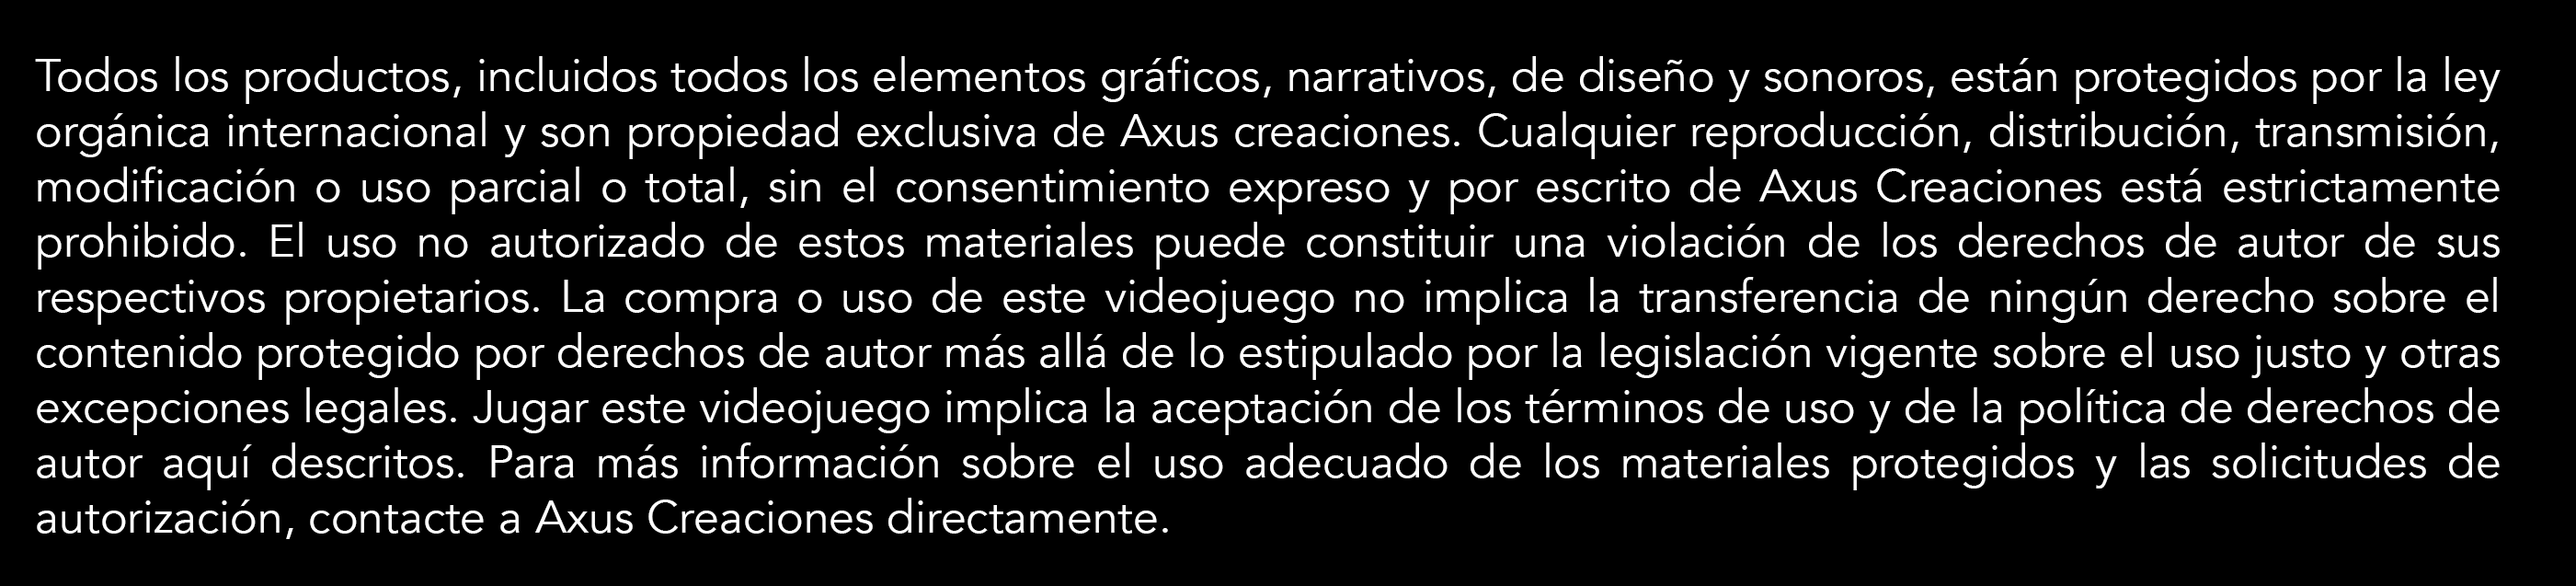 Todos los productos, incluidos todos los elementos gráficos, narrativos, de diseño y sonoros, están protegidos por la ley
orgánica internacional y son propiedad exclusiva de Axus creaciones. Cualquier reproducción, distribución, transmisión,
modificación o uso parcial o total, sin el consentimiento expreso y por escrito de Axus Creaciones está estrictamente
prohibido. El uso no autorizado de estos materiales puede constituir una violación de los derechos de autor de sus
respectivos propietarios. La compra o uso de este videojuego no implica la transferencia de ningún derecho sobre el
contenido protegido por derechos de autor más allá de lo estipulado por la legislación vigente sobre el uso justo y otras
excepciones legales. Jugar este videojuego implica la aceptación de los términos de uso y de la política de derechos de
autor aquí descritos. Para más información sobre el uso adecuado de los materiales protegidos y las solicitudes de
autorización, contacte a Axus Creaciones directamente.